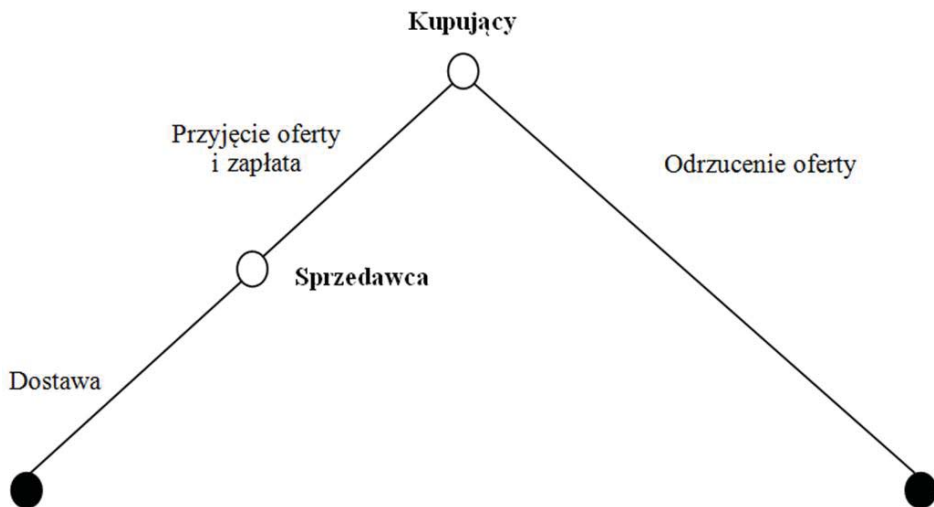 Kupujący
Przyjęcie oferty
i zapłata
Odrzucenie oferty
Sprzedawca
Dostawa